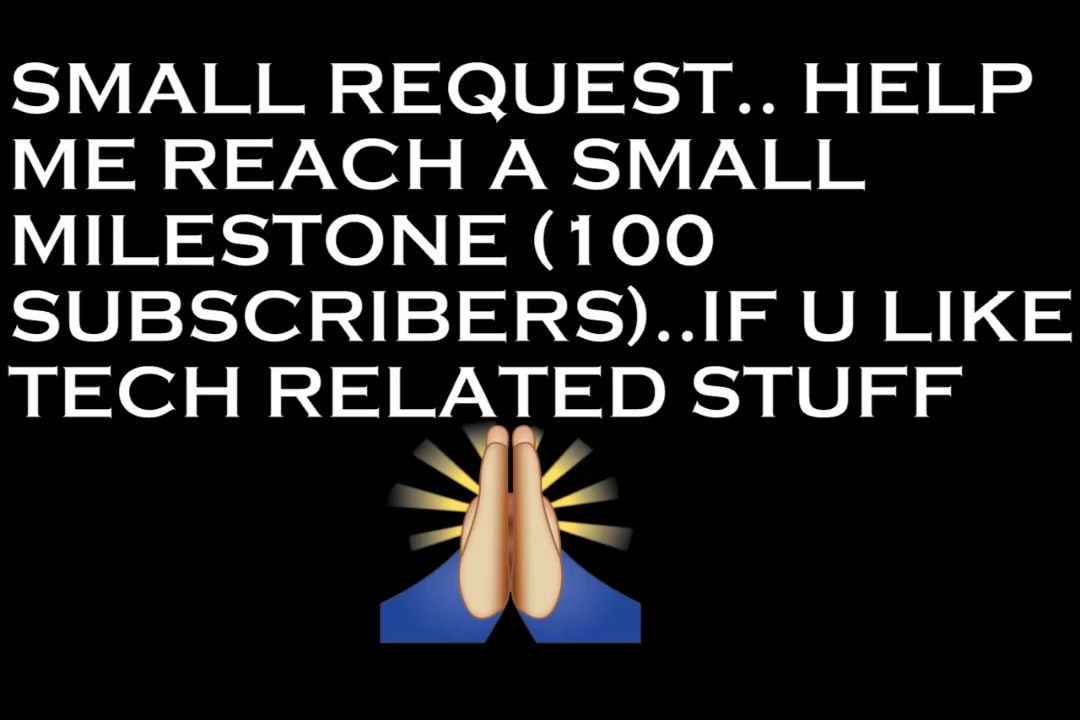 SMALL REQUEST.. HELP
ME REACH A SMALL
MILESTONE (100
SUBSCRIBERS)..IF U LIKE
TECH RELATED STUFF